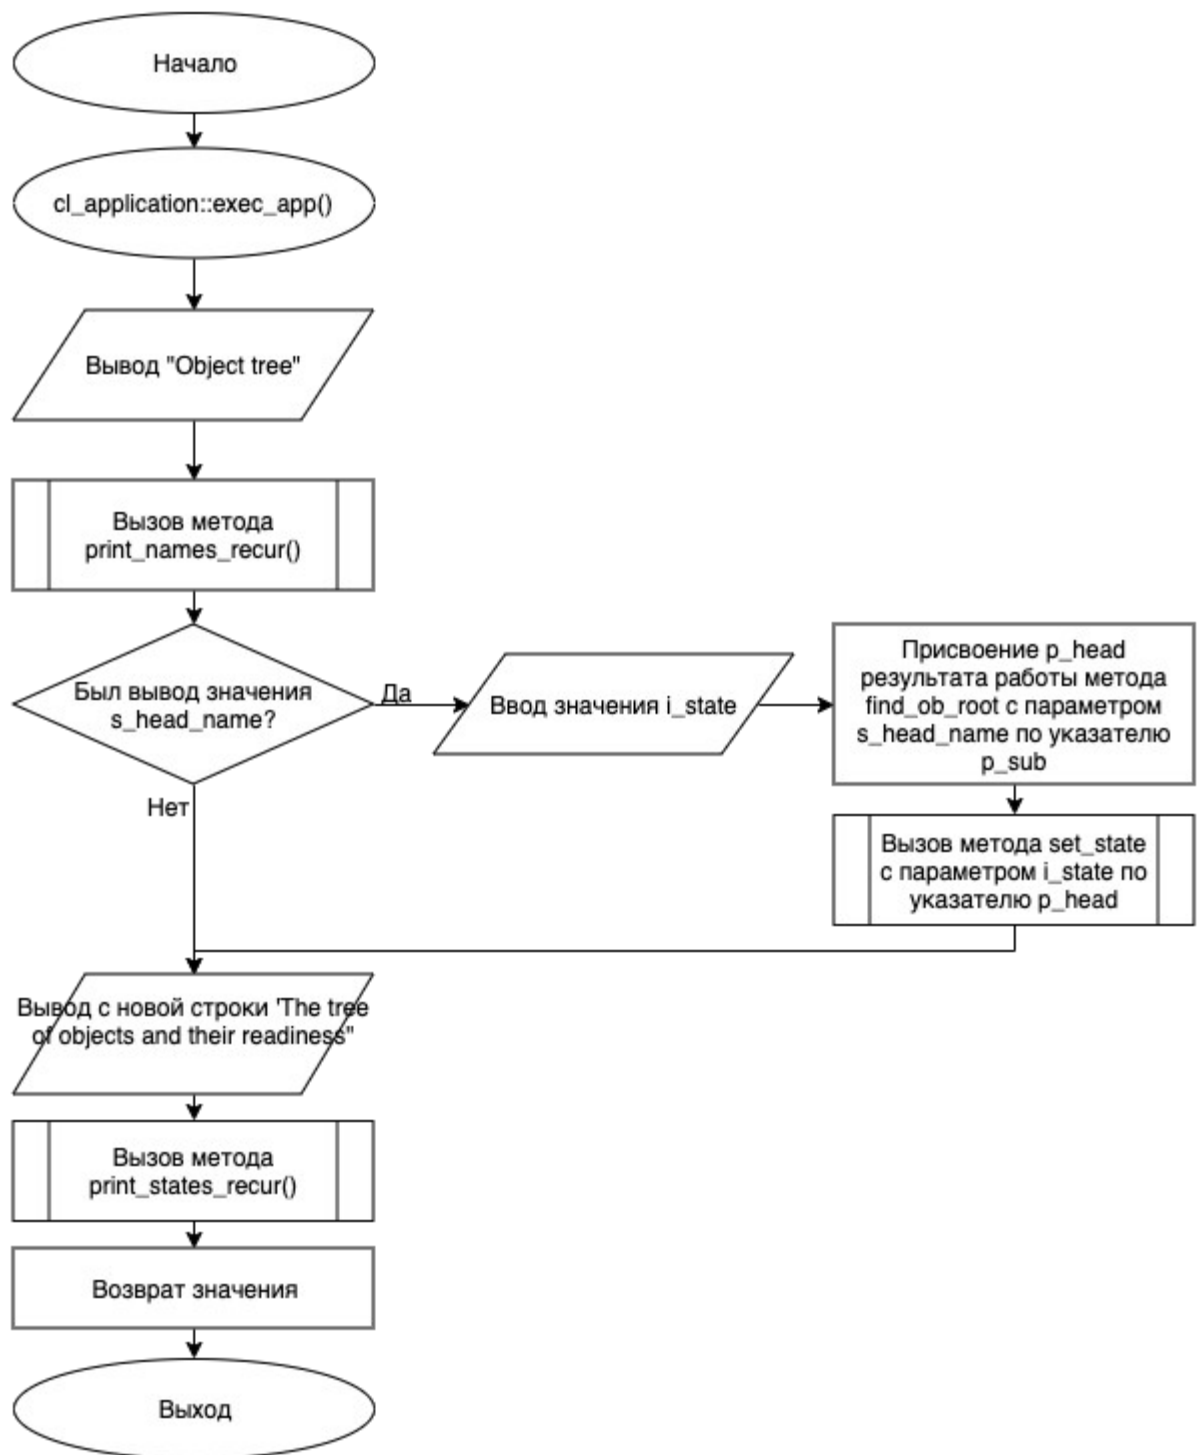 Начало
cl_application::exec_app()
Вывод "Object tree"
Вызов метода
print_names_recur()
Был вывод значения
s_head_name?
Да
Ввод значения i_state
Присвоение p_head
результата работы метода
find_ob_root с параметром
s_head_name по указателю
p_sub
Вызов метода set_state
с параметром i_state по
указателю p_head
Нет
Вывод с новой строки 'The tree
of objects and their readiness"
Вызов метода
print_states_recur()
Возврат значения
Выход